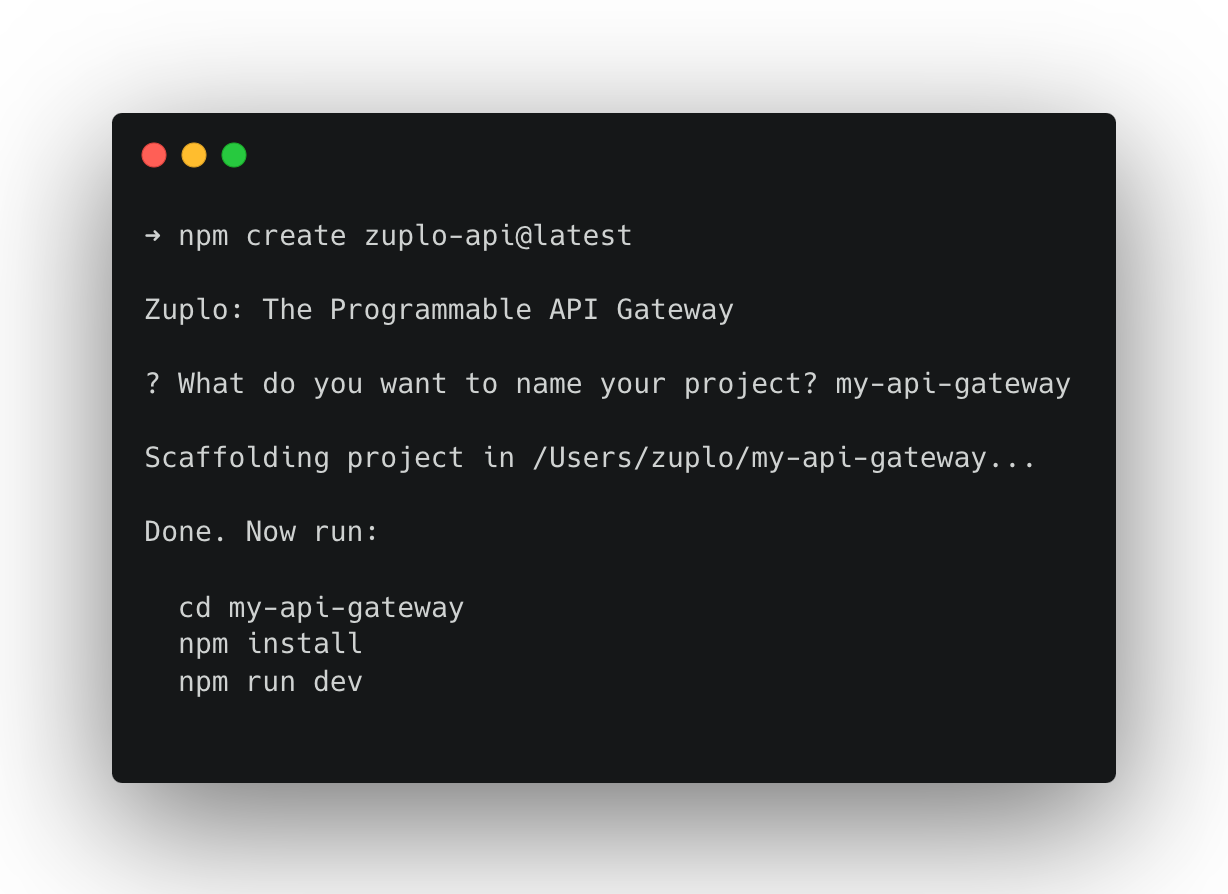 ➜ npm create zuplo-api@latest
Zuplo: The Programmable API Gateway
? What do you want to name your project? my-api-gateway
Scaffolding project in /Users/zuplo/my-api-gateway...
Done. Now run:
cd my-api-gateway
npm install
npm run dev